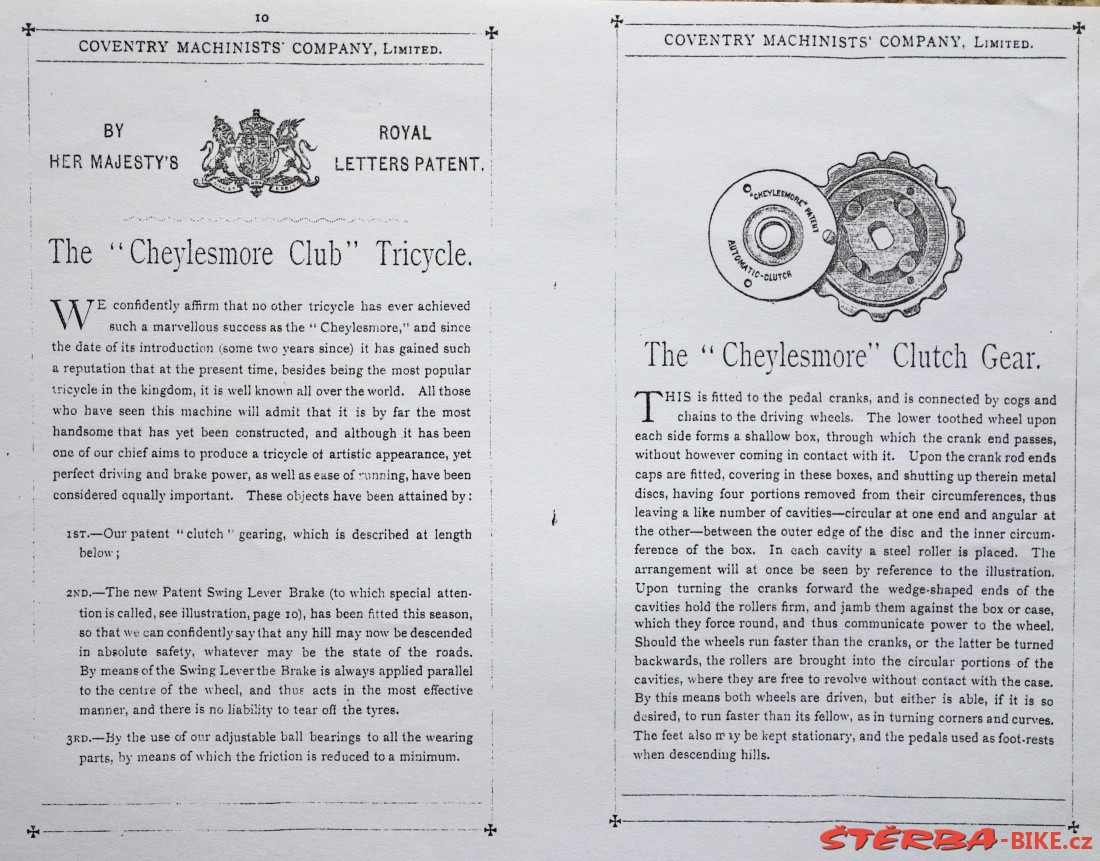 10
COVENTRY MACHINISTS' COMPANY, LIMITED.
BY
HER MAJESTY'S
ROYAL
LETTERS PATENT.
The "Cheylesmore Club" Tricycle.
WE confidently affirm that no other tricycle has ever achieved
such a marvellous success as the "Cheylesmore," and since
the date of its introduction (some two years since) it has gained such
a reputation that at the present time, besides being the most popular
tricycle in the kingdom, it is well known all over the world. All those
who have seen this machine will admit that it is by far the most
handsome that has yet been constructed, and although it has been
one of our chief aims to produce a tricycle of artistic appearance, yet
perfect driving and brake power, as well as ease of running, have been
considered equally important. These objects have been attained by:
1ST.—Our patent "clutch" gearing, which is described at length
below;
2ND.—The new Patent Swing Lever Brake (to which special atten-
tion is called, see illustration, page 10), has been fitted this season,
so that we can confidently say that any hill may now be descended
in absolute safety, whatever may be the state of the roads.
By means of the Swing Lever the Brake is always applied parallel
to the centre of the wheel, and thus acts in the most effective
manner, and there is no liability to tear off the tyres.
3RD.—By the use of our adjustable ball bearings to all the wearing
parts, by means of which the friction is reduced to a minimum.
COVENTRY MACHINISTS' COMPANY, LIMITED.
"CHEYLESMORE" PATENT
AUTOMATIC-CLUTCH
The "Cheylesmore" Clutch Gear.
THIS is fitted to the pedal cranks, and is connected by cogs and
chains to the driving wheels. The lower toothed wheel upon
each side forms a shallow box, through which the crank end passes,
without however coming in contact with it. Upon the crank rod ends
caps are fitted, covering in these boxes, and shutting up therein metal
discs, having four portions removed from their circumferences, thus
leaving a like number of cavities—circular at one end and angular at
the other—between the outer edge of the disc and the inner circum-
ference of the box. In each cavity a steel roller is placed. The
arrangement will at once be seen by reference to the illustration.
Upon turning the cranks forward the wedge-shaped ends of the
cavities hold the rollers firm, and jamb them against the box or case,
which they force round, and thus communicate power to the wheel.
Should the wheels run faster than the cranks, or the latter be turned
backwards, the rollers are brought into the circular portions of the
cavities, where they are free to revolve without contact with the case.
By this means both wheels are driven, but either is able, if it is so
desired, to run faster than its fellow, as in turning corners and curves.
The feet also may be kept stationary, and the pedals used as foot-rests
when descending hills.
ŠTĚRBA-BIKE.cz